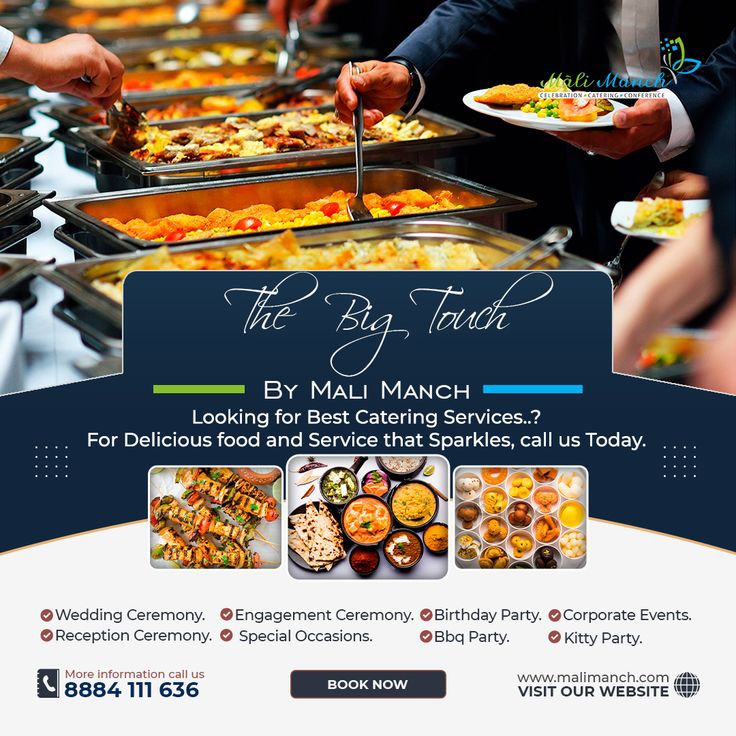 Māli Manch
CELEBRATION • CATERING • CONFERENCE
The Big Touch
By Mali Manch
Looking for Best Catering Services..?
For Delicious food and Service that Sparkles, call us Today.
Wedding Ceremony. Engagement Ceremony. Birthday Party. Corporate Events.
Reception Ceremony. Special Occasions. Bbq Party. Kitty Party.
More information call us
8884 111 636
BOOK NOW
www.malimanch.com
VISIT OUR WEBSITE